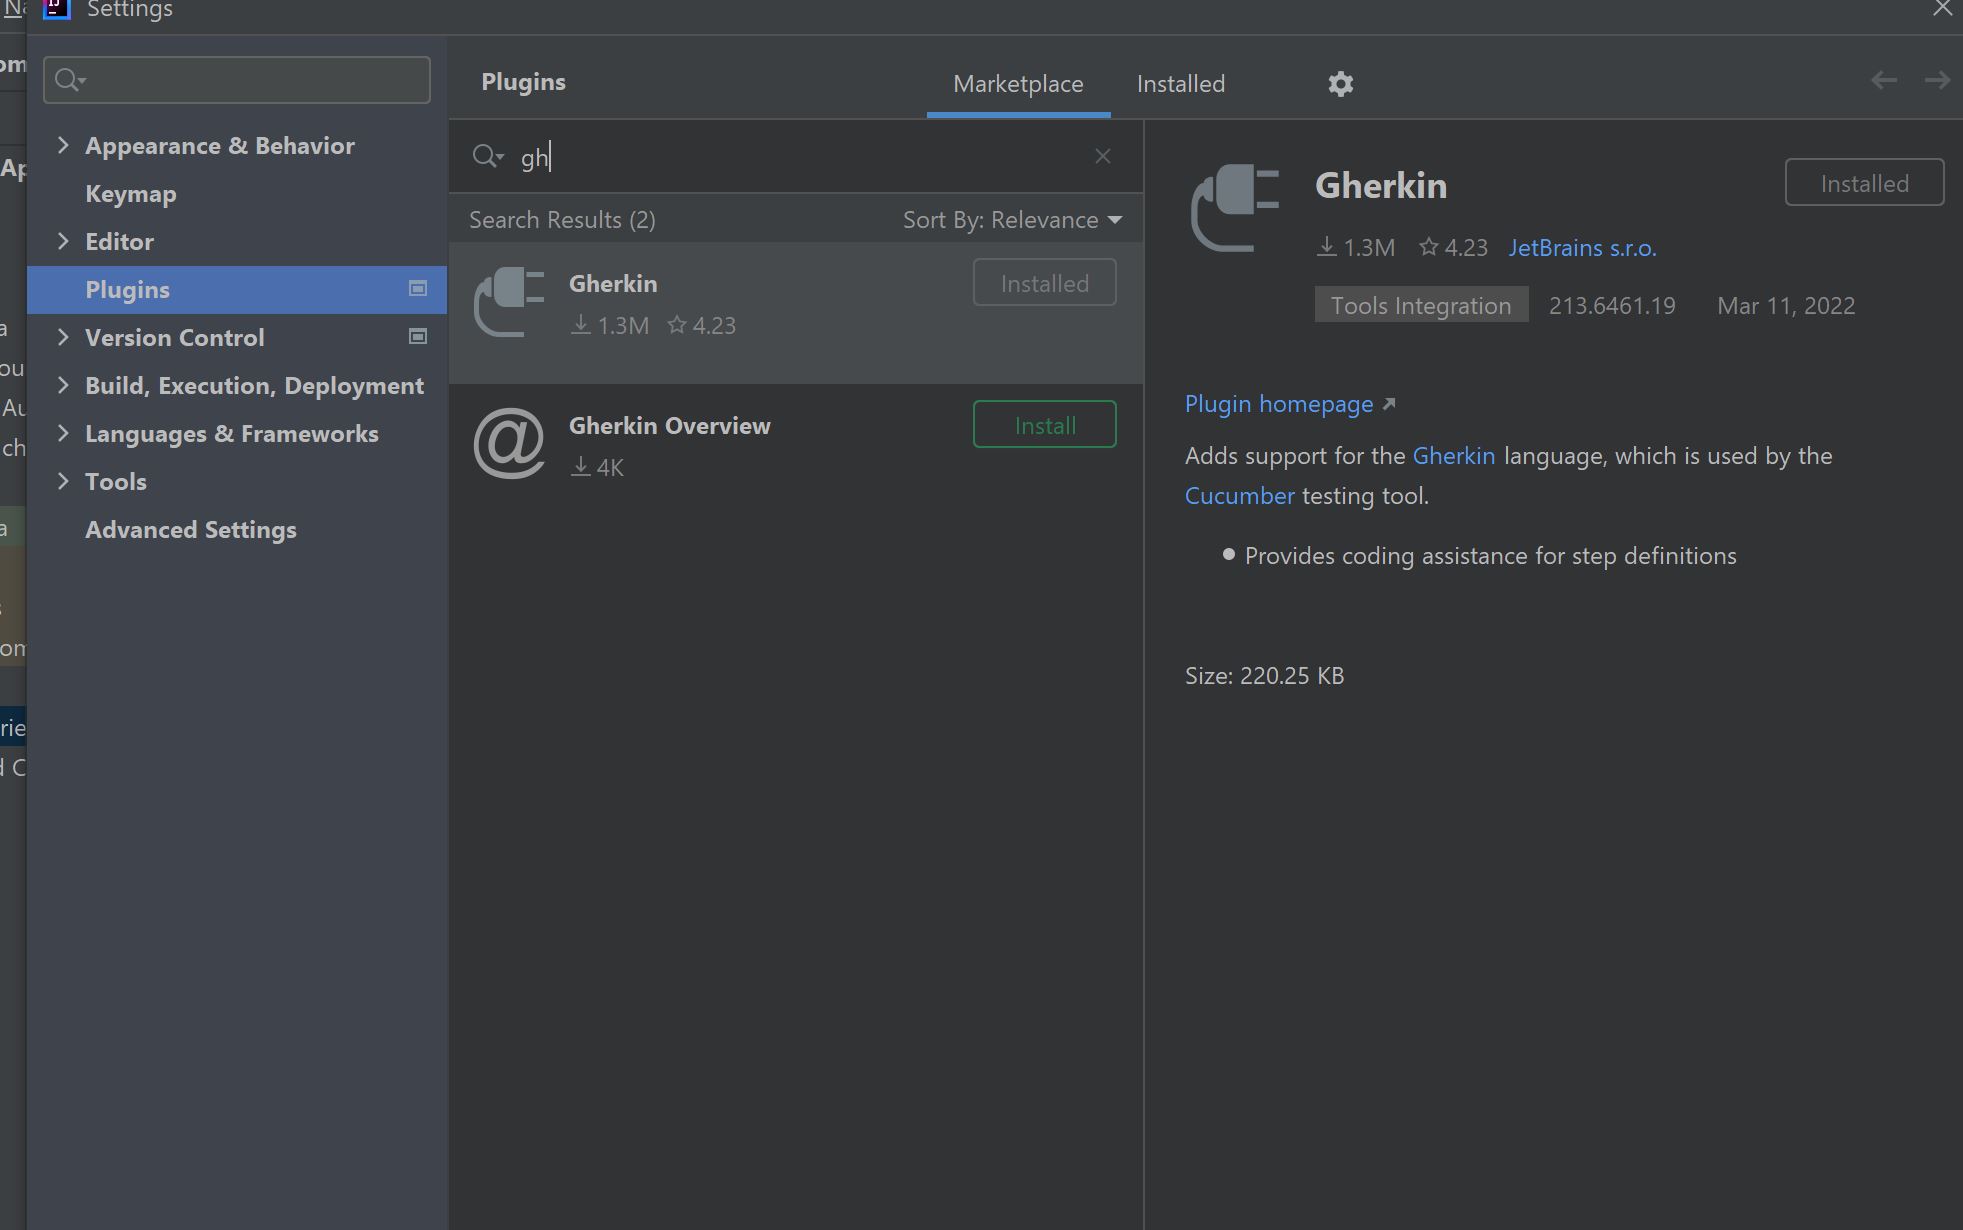 Settings
Appearance & Behavior
Keymap
Editor
Plugins
Version Control
Build, Execution, Deployment
Languages & Frameworks
Tools
Advanced Settings
Plugins
Marketplace
Installed
gh
Search Results (2)
Sort By: Relevance
Gherkin
1.3M
4.23
Installed
Gherkin Overview
4K
Install
Gherkin
Installed
1.3M
4.23
JetBrains s.r.o.
Tools Integration
213.6461.19
Mar 11, 2022
Plugin homepage
Adds support for the Gherkin language, which is used by the
Cucumber testing tool.
Provides coding assistance for step definitions
Size: 220.25 KB